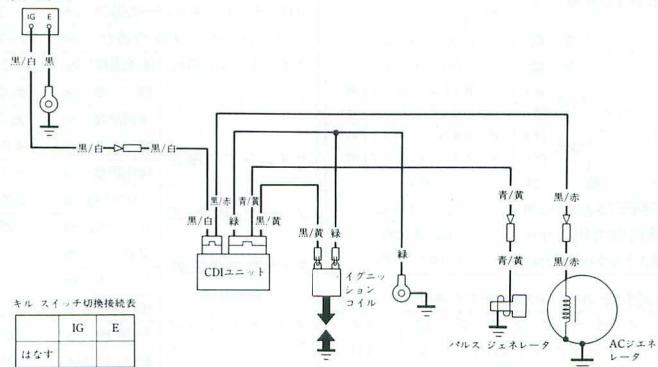 IG E
黒/白 黒
黒/白 黒/白
黒/白
黒/赤
緑
青/黄
黒/黄
CDIユニット
黒/黄 緑
イグニッ
ション
コイル
緑
青/黄
黒/赤
青/黄
黒/赤
パルス ジェネレータ
ACジエネ
レータ
キル スイッチ切換接続表
IG E
はなす